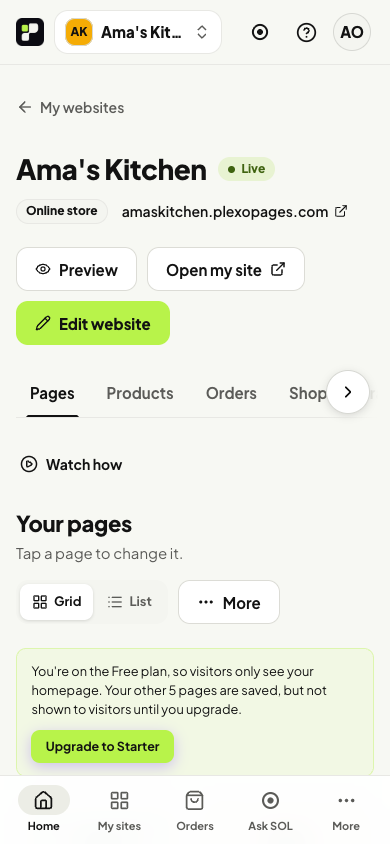 AK Ama's Kit... AO
My websites
Ama's Kitchen Live
Online store amaskitchen.plexopages.com
Preview Open my site
Edit website
Pages Products Orders Shop
Watch how
Your pages
Tap a page to change it.
Grid List More
You're on the Free plan, so visitors only see your
homepage. Your other 5 pages are saved, but not
shown to visitors until you upgrade.
Upgrade to Starter
Home My sites Orders Ask SOL More